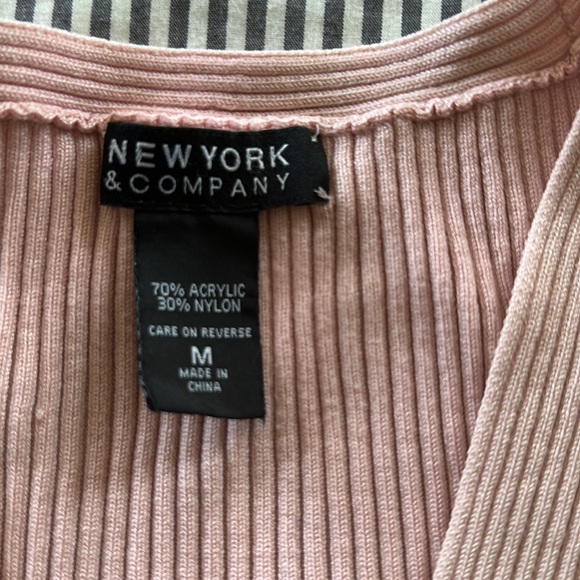 NEW YORK
& COMPANY
70% ACRYLIC
30% NYLON
CARE ON REVERSE
M
MADE IN
CHINA